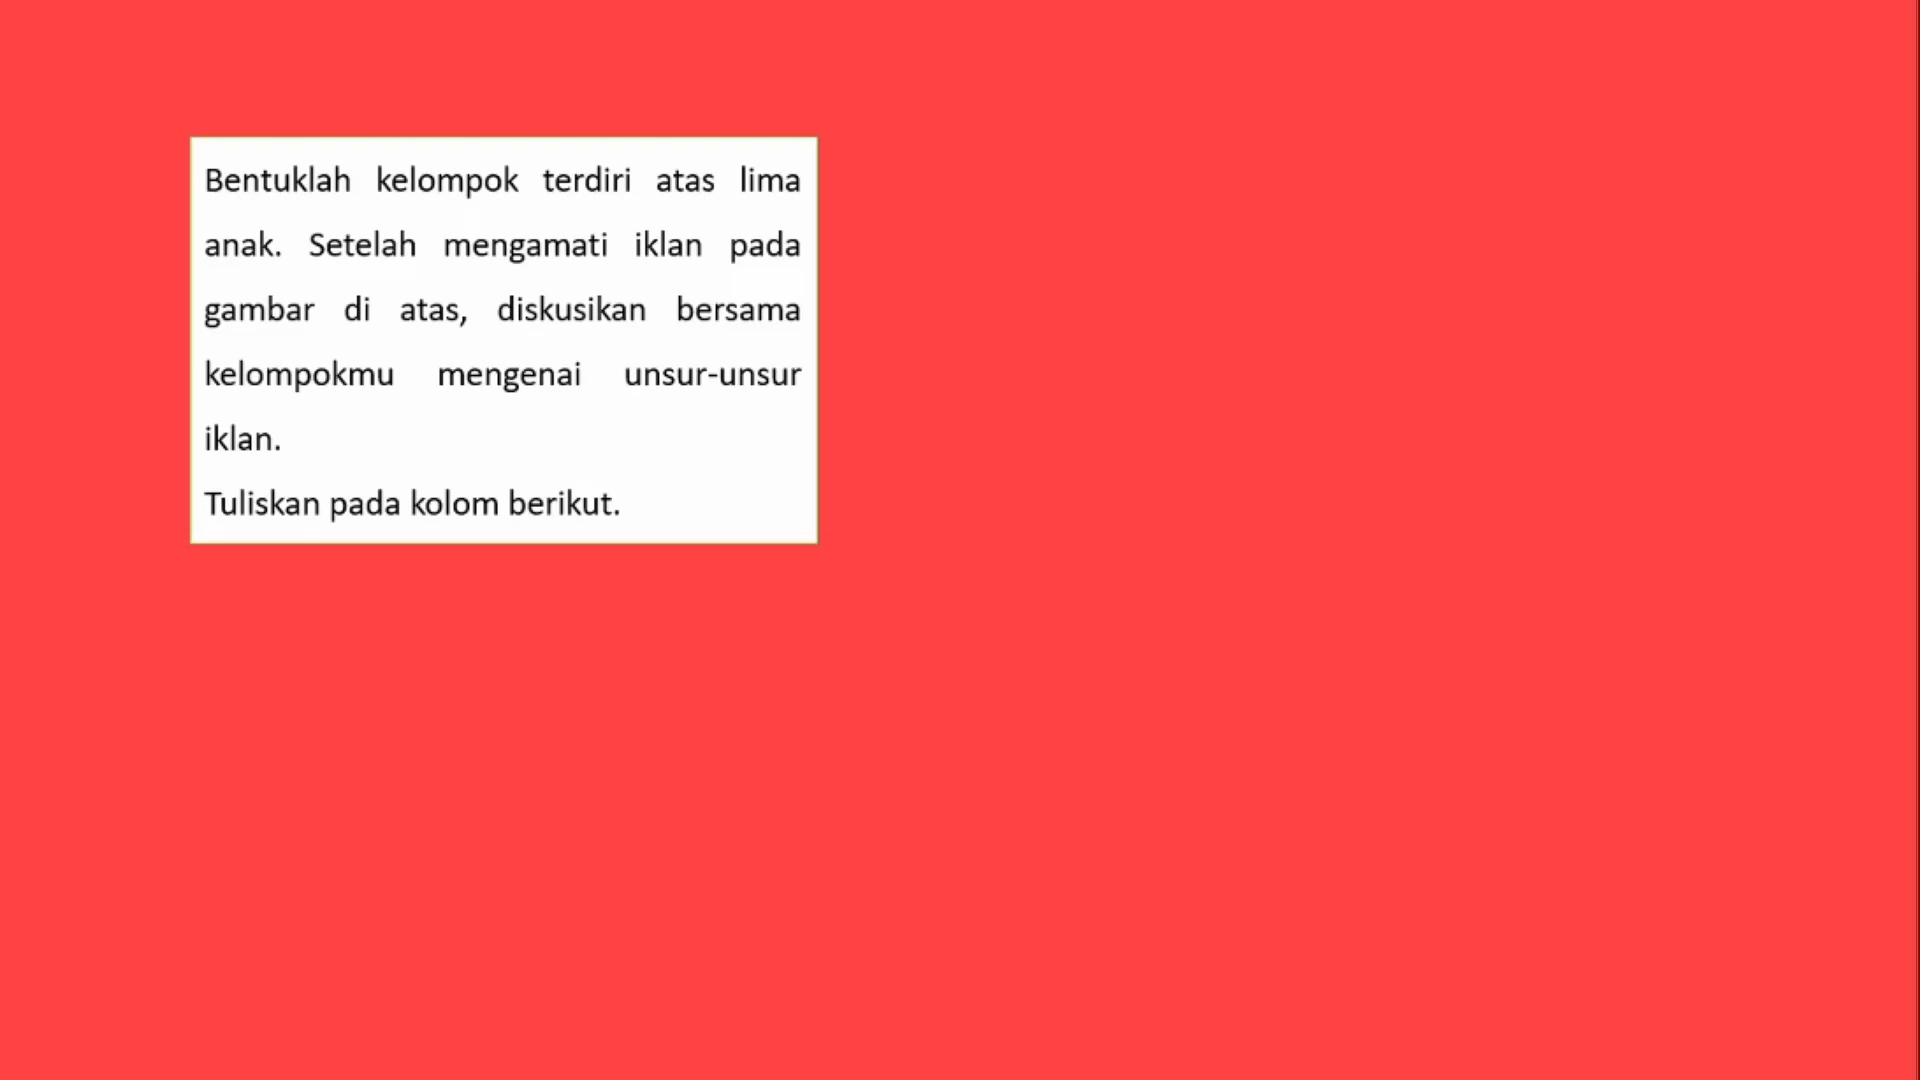 Bentuklah kelompok terdiri atas lima
anak. Setelah mengamati iklan pada
gambar di atas, diskusikan bersama
kelompokmu mengenai unsur-unsur
iklan.
Tuliskan pada kolom berikut.